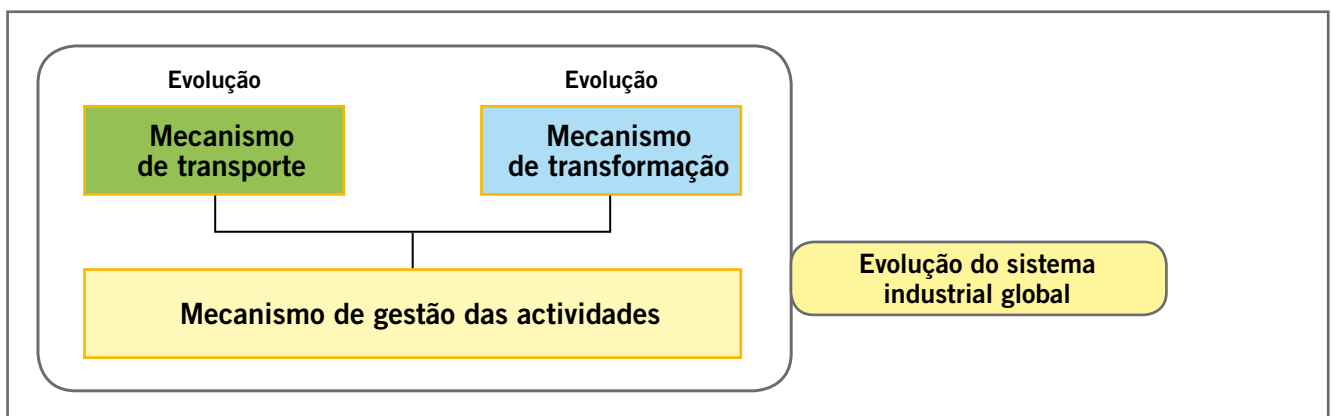 Evolução
Evolução
Mecanismo
de transporte
Mecanismo
de transformação
Evolução do sistema
industrial global
Mecanismo de gestão das actividades